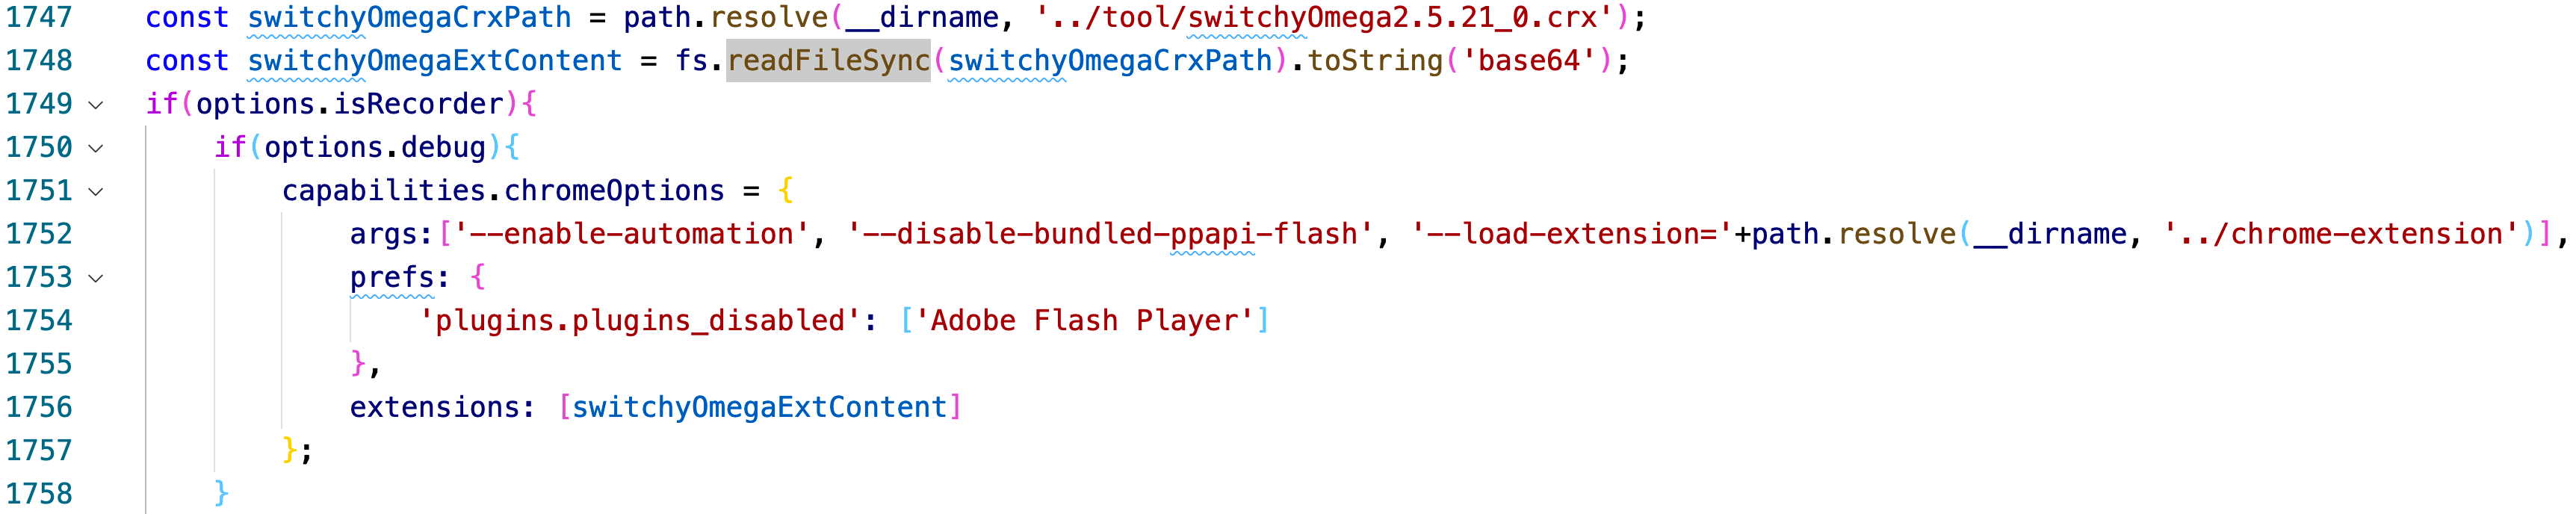 1747 const switchyOmegaCrxPath = path.resolve(__dirname, '../tool/switchyOmega2.5.21_0.crx');
1748 const switchyOmegaExtContent = fs.readFileSync(switchyOmegaCrxPath).toString('base64');
1749 if(options.isRecorder){
1750 if(options.debug){
1751 capabilities.chromeOptions = {
1752 args:['--enable-automation', '--disable-bundled-ppapi-flash', '--load-extension='+path.resolve(__dirname, '../chrome-extension')],
1753 prefs: {
1754 'plugins.plugins_disabled': ['Adobe Flash Player']
1755 },
1756 extensions: [switchyOmegaExtContent]
1757 };
1758 }